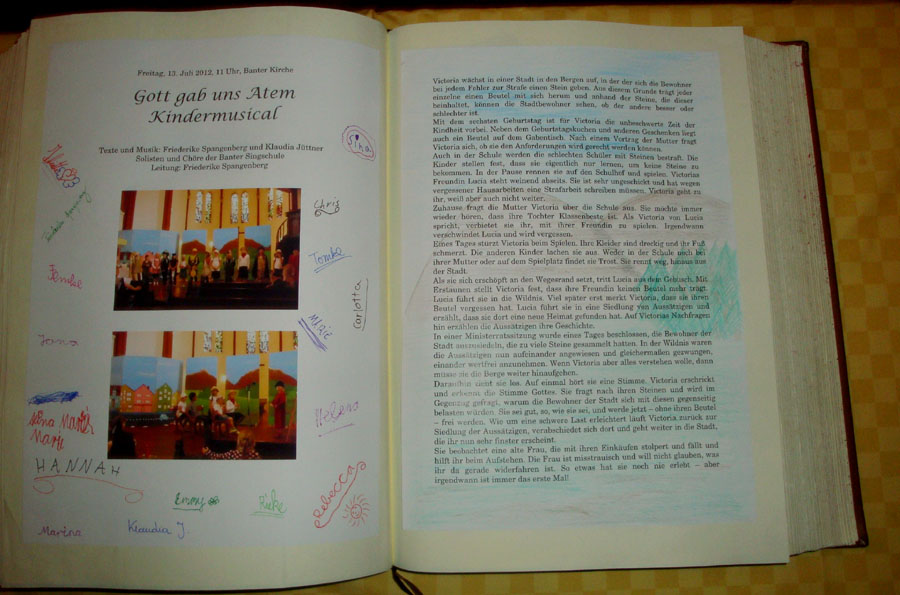 Freitag, 13. Juli 2012, 11 Uhr, Banter Kirche
Gott gab uns Atem
Kindermusical
Texte und Musik: Friederike Spangenberg und Klaudia Jüttner
Solisten und Chöre der Banter Singschule
Leitung: Friederike Spangenberg
Sina
Chris
Tomke
Carlotta
Marie
Femke
Jona
Helena
Nina Marie
HANNAH
Emmy
Rieke
Rebecca
Marina
Klaudia J.
Victoria wächst in einer Stadt in den Bergen auf, in der der sich die Bewohner
bei jedem Fehler zur Strafe einen Stein geben. Aus diesem Grunde trägt jeder
einzelne einen Beutel mit sich herum und anhand der Steine, die dieser
beinhaltet, können die Stadtbewohner sehen, ob der andere besser oder
schlechter ist.
Mit dem sechsten Geburtstag ist für Victoria die unbeschwerte Zeit der
Kindheit vorbei. Neben dem Geburtstagskuchen und anderen Geschenken liegt
auch ein Beutel auf dem Gabentisch. Nach einem Vortrag der Mutter fragt
Victoria sich, ob sie den Anforderungen wird gerecht werden können.
Auch in der Schule werden die schlechten Schüler mit Steinen bestraft. Die
Kinder stellen fest, dass sie eigentlich nur lernen, um keine Steine zu
bekommen. In der Pause rennen sie auf den Schulhof und spielen. Victorias
Freundin Lucia steht weinend abseits. Sie ist sehr ungeschickt und hat wegen
vergessener Hausarbeiten eine Strafarbeit schreiben müssen. Victoria geht zu
ihr, weiß aber auch nicht weiter.
Zuhause fragt die Mutter Victoria über die Schule aus. Sie möchte immer
wieder hören, dass ihre Tochter Klassenbeste ist. Als Victoria von Lucia
spricht, verbietet sie ihr, mit ihrer Freundin zu spielen. Irgendwann
verschwindet Lucia und wird vergessen.
Eines Tages stürzt Victoria beim Spielen. Ihre Kleider sind dreckig und ihr Fuß
schmerzt. Die anderen Kinder lachen sie aus. Weder in der Schule noch bei
ihrer Mutter oder auf dem Spielplatz findet sie Trost. Sie rennt weg, hinaus aus
der Stadt.
Als sie sich erschöpft an den Wegesrand setzt, tritt Lucia aus dem Gebüsch. Mit
Erstaunen stellt Victoria fest, dass ihre Freundin keinen Beutel mehr trägt.
Lucia führt sie in die Wildnis. Viel später erst merkt Victoria, dass sie ihren
Beutel vergessen hat. Lucia führt sie in eine Siedlung von Aussätzigen und
erzählt, dass sie dort eine neue Heimat gefunden hat. Auf Victorias Nachfragen
hin erzählen die Aussätzigen ihre Geschichte.
In einer Ministerratssitzung wurde eines Tages beschlossen, die Bewohner der
Stadt auszusiedeln, die zu viele Steine gesammelt hatten. In der Wildnis waren
die Aussätzigen nun aufeinander angewiesen und gleichermaßen gezwungen,
einander wertfrei anzunehmen. Wenn Victoria aber alles verstehen wolle, dann
müsse sie die Berge weiter hinaufgehen.
Daraufhin zieht sie los. Auf einmal hört sie eine Stimme. Victoria erschrickt
und erkennt die Stimme Gottes. Sie fragt nach ihren Steinen und wird im
Gegenzug gefragt, warum die Bewohner der Stadt sich mit diesen gegenseitig
belasten würden. Sie sei gut, so, wie sie sei, und werde jetzt – ohne ihren Beutel
– frei werden. Wie um eine schwere Last erleichtert läuft Victoria zurück zur
Siedlung der Aussätzigen, verabschiedet sich dort und geht weiter in die Stadt,
die ihr nun sehr finster erscheint.
Sie beobachtet eine alte Frau, die mit ihren Einkäufen stolpert und fällt und
hilft ihr beim Aufstehen. Die Frau ist misstrauisch und will nicht glauben, was
ihr da gerade widerfahren ist. So etwas hat sie noch nie erlebt – aber
irgendwann ist immer das erste Mal!